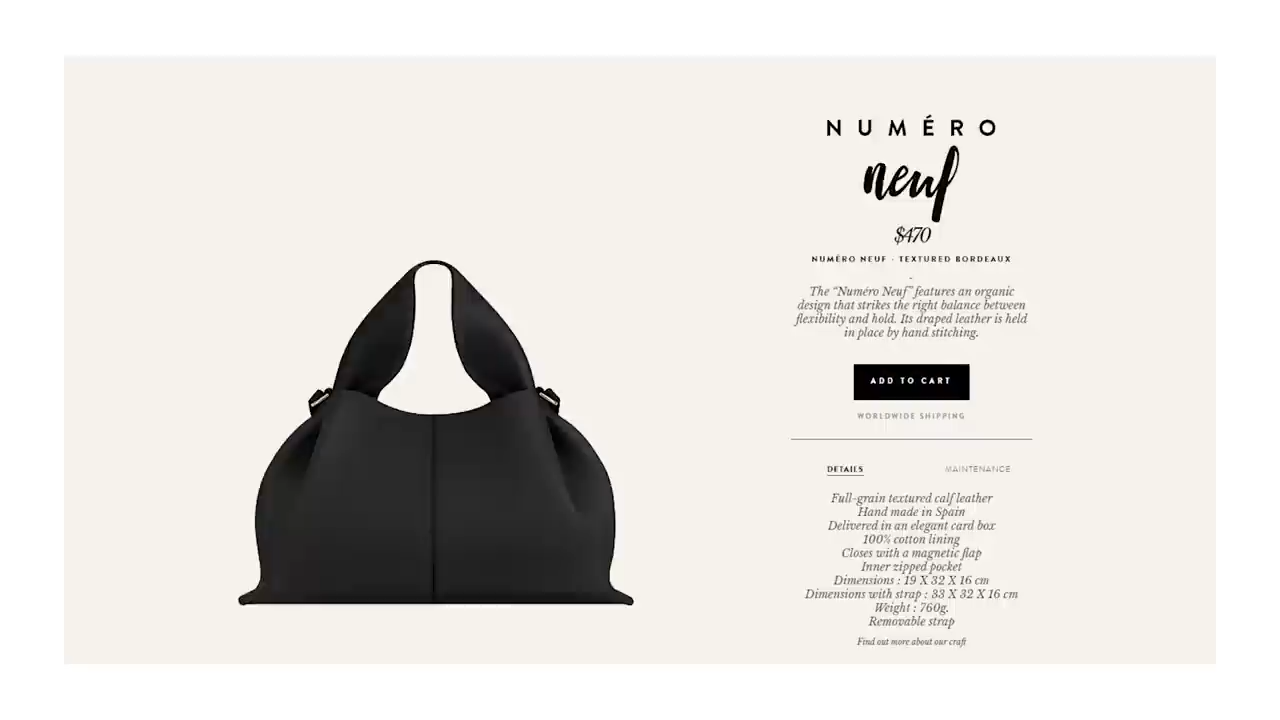 NUMÉRO
neuf
$470
NUMÉRO NEUF · TEXTURED BORDEAUX
-
The “Numéro Neuf” features an organic
design that strikes the right balance between
flexibility and hold. Its draped leather is held
in place by hand stitching.
ADD TO CART
WORLDWIDE SHIPPING
DETAILS MAINTENANCE
Full-grain textured calf leather
Hand made in Spain
Delivered in an elegant card box
100% cotton lining
Closes with a magnetic flap
Inner zipped pocket
Dimensions : 19 X 32 X 16 cm
Dimensions with strap : 33 X 32 X 16 cm
Weight : 760g.
Removable strap
Find out more about our craft